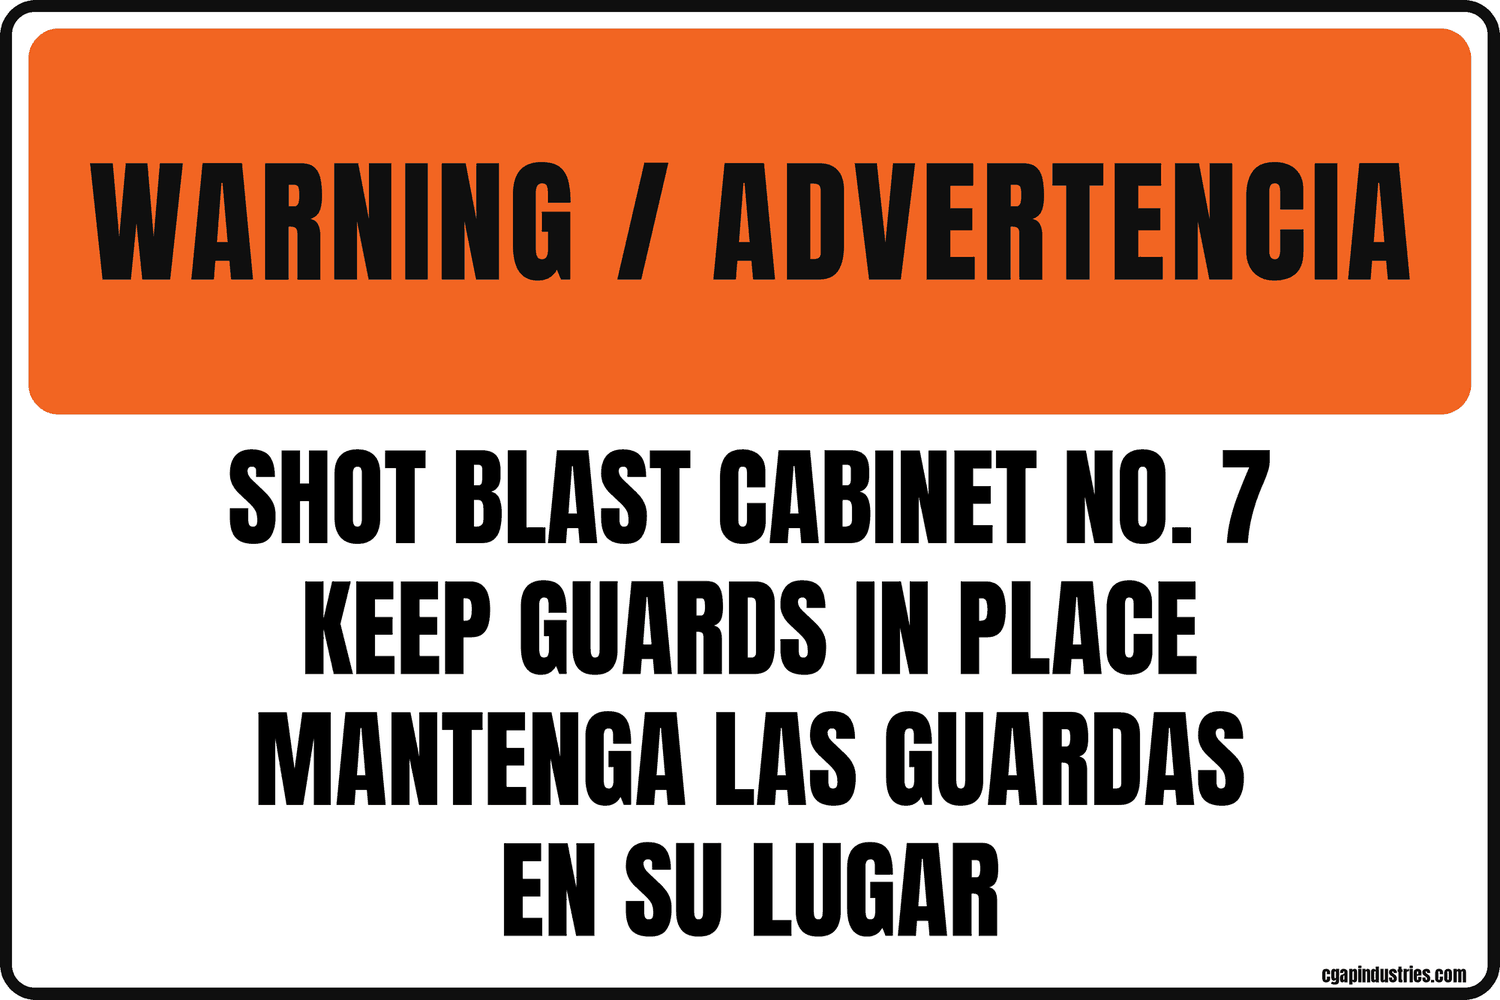 WARNING / ADVERTENCIA
SHOT BLAST CABINET NO. 7
KEEP GUARDS IN PLACE
MANTENGA LAS GUARDAS
EN SU LUGAR
cgapindustries.com